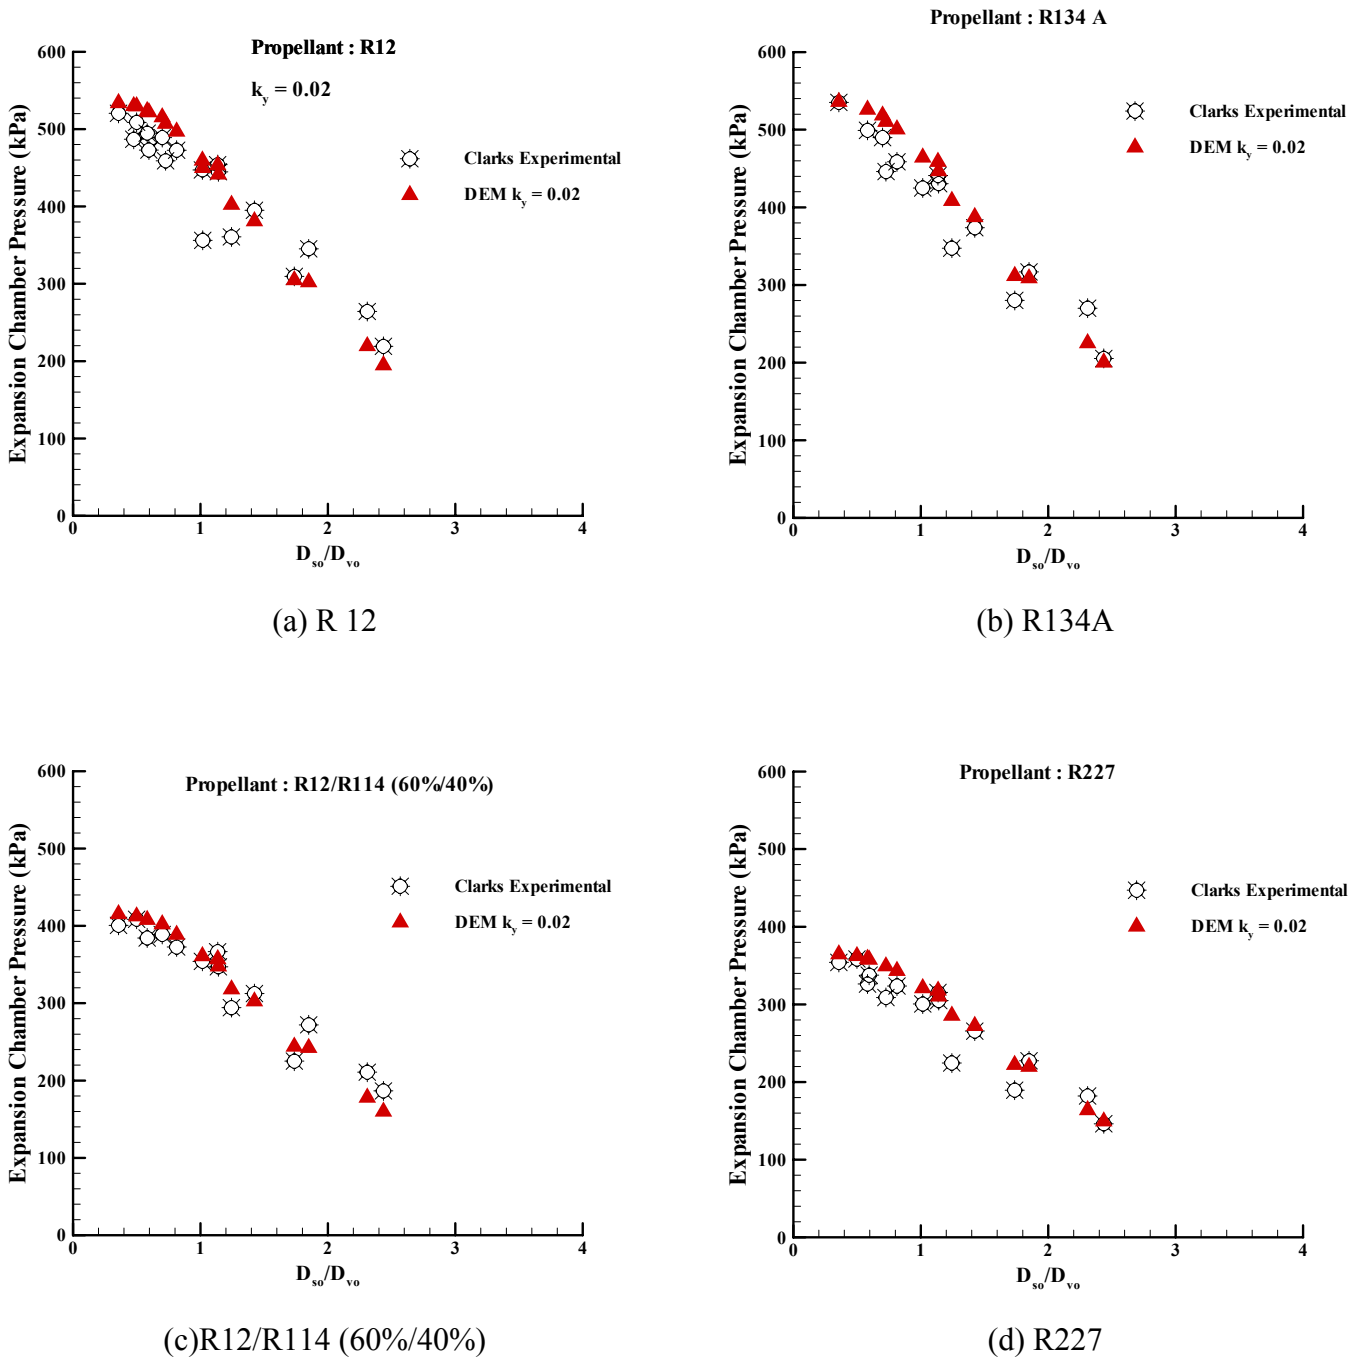 Propellant : R12
k_y = 0.02
Clarks Experimental
DEM k_y = 0.02
Expansion Chamber Pressure (kPa)
600
500
400
300
200
100
0
0 1 2 3 4
D_so/D_vo
(a) R 12
Propellant : R134 A
Clarks Experimental
DEM k_y = 0.02
Expansion Chamber Pressure (kPa)
600
500
400
300
200
100
0
0 1 2 3 4
D_so/D_vo
(b) R134A
Propellant : R12/R114 (60%/40%)
Clarks Experimental
DEM k_y = 0.02
Expansion Chamber Pressure (kPa)
600
500
400
300
200
100
0
0 1 2 3 4
D_so/D_vo
(c)R12/R114 (60%/40%)
Propellant : R227
Clarks Experimental
DEM k_y = 0.02
Expansion Chamber Pressure (kPa)
600
500
400
300
200
100
0
0 1 2 3 4
D_so/D_vo
(d) R227